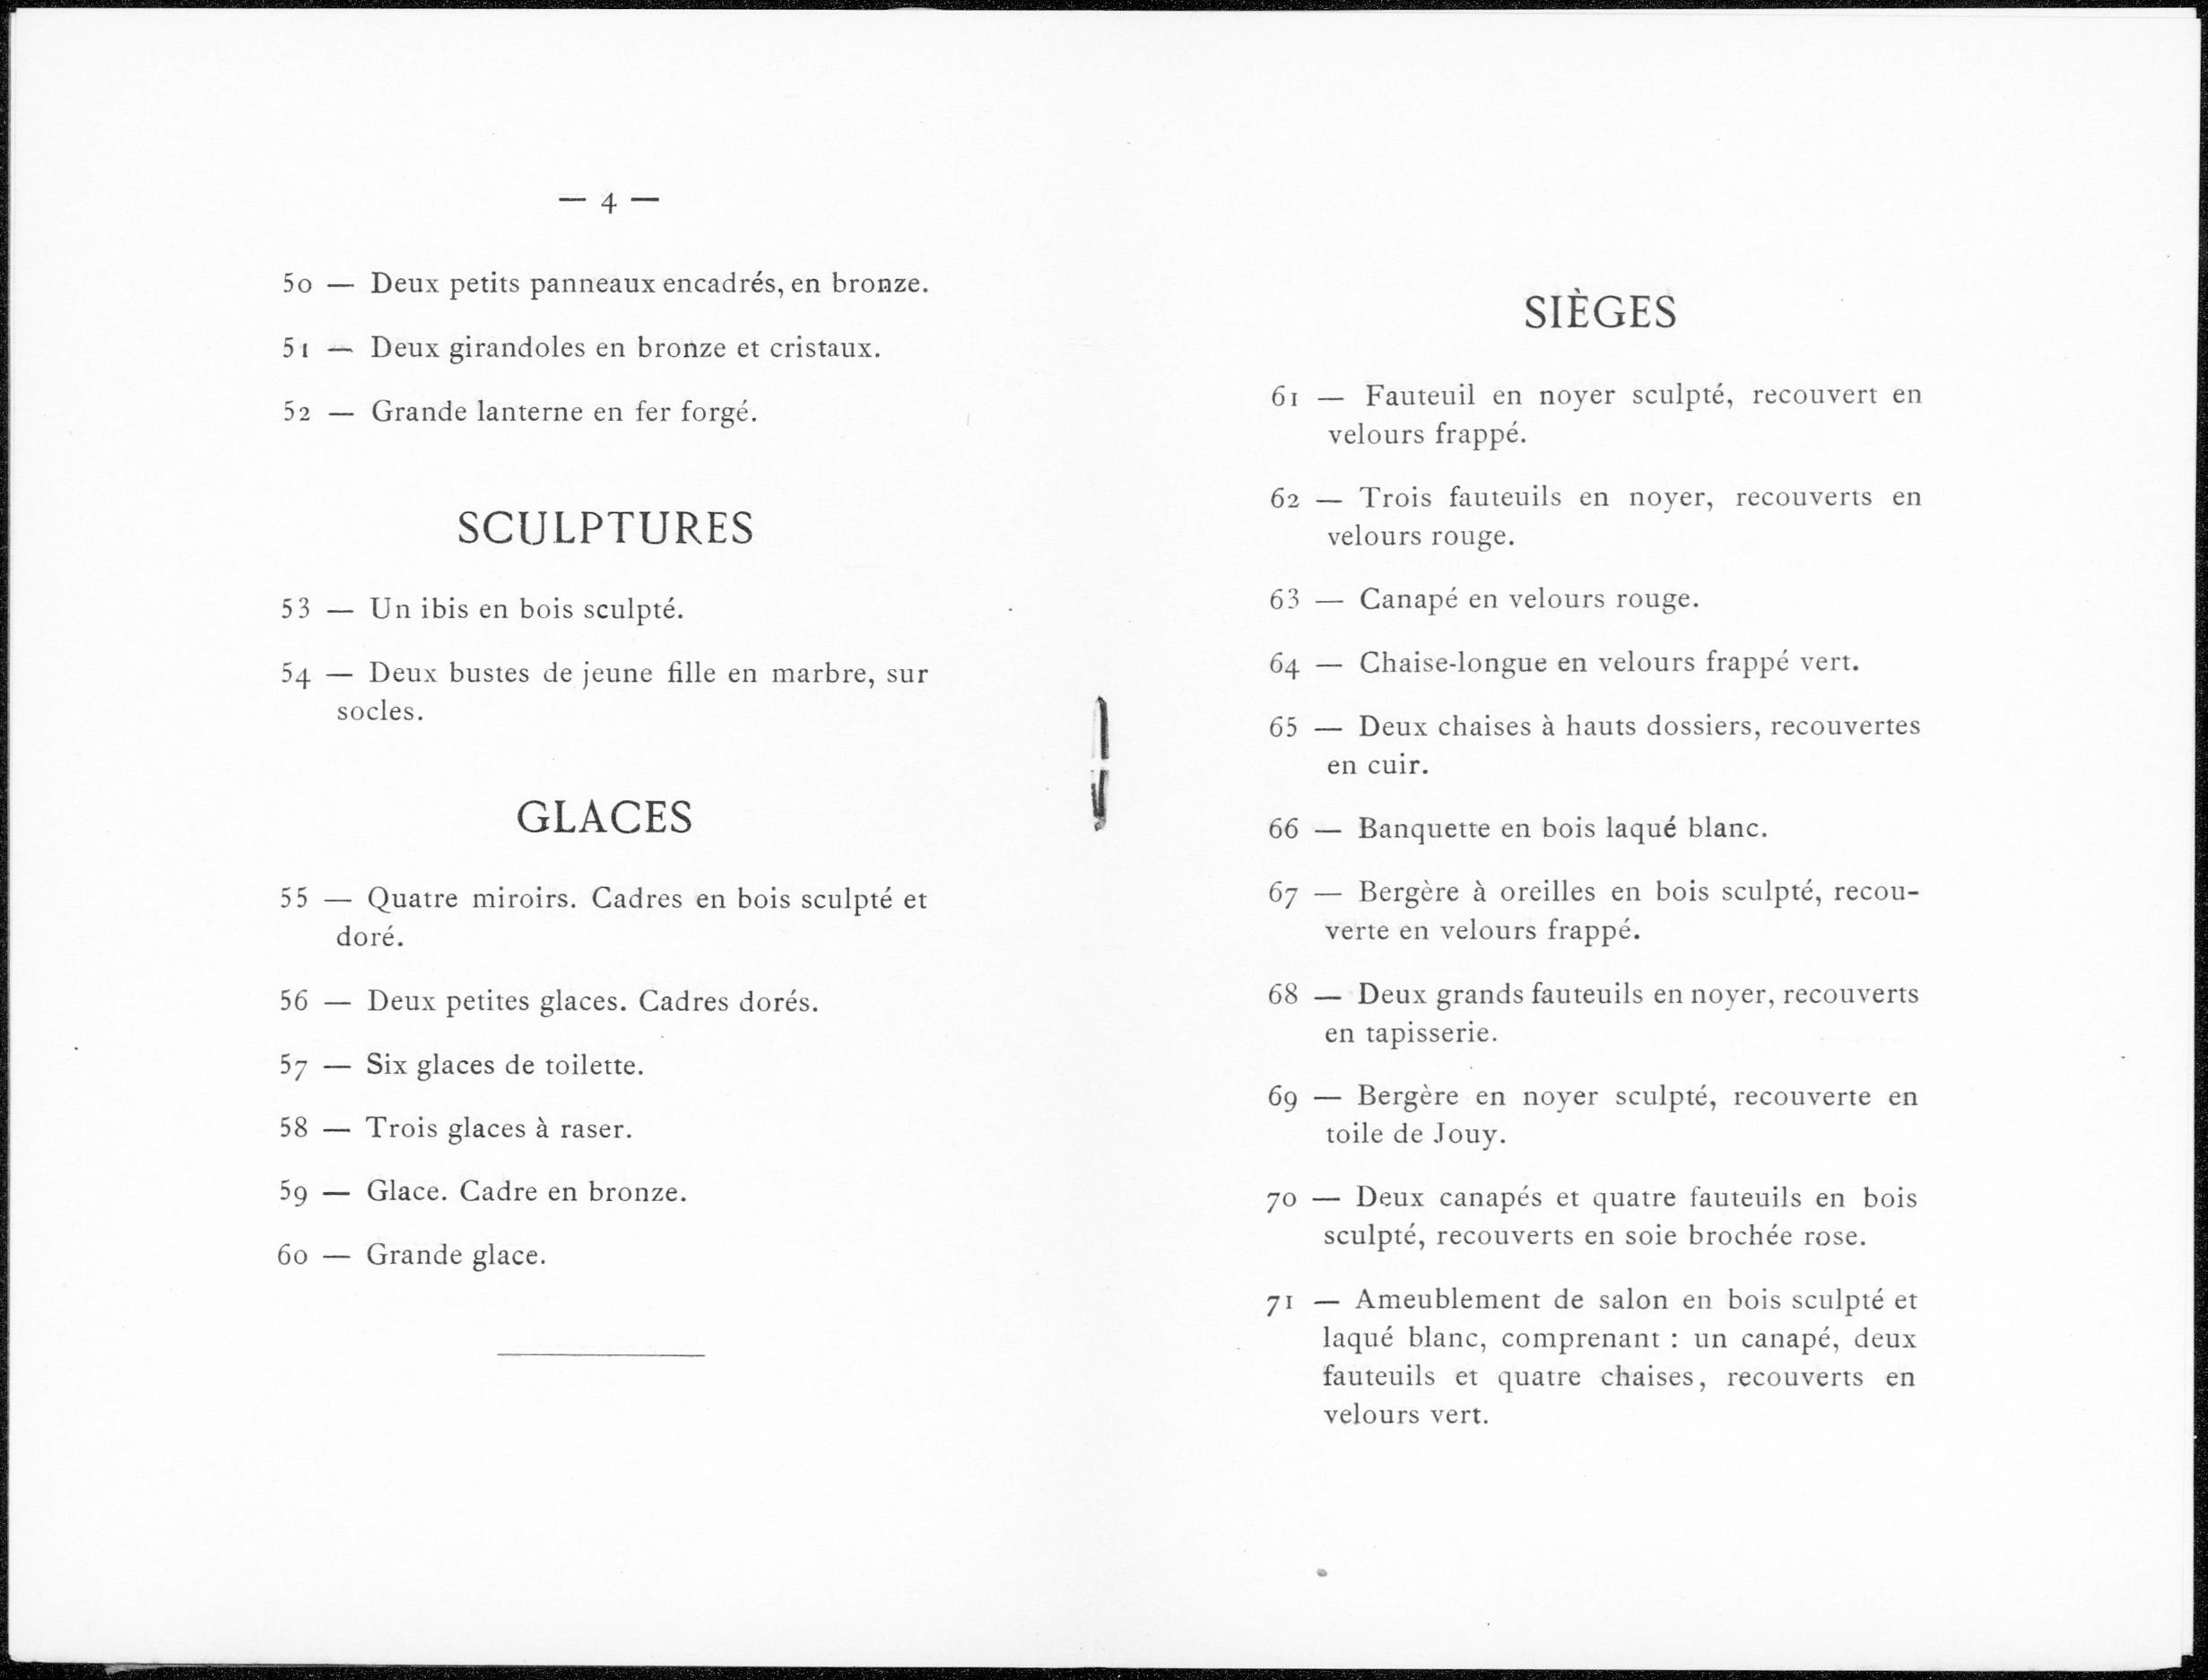 — 4 —
50 — Deux petits panneaux encadrés, en bronze.
51 — Deux girandoles en bronze et cristaux.
52 — Grande lanterne en fer forgé.
SCULPTURES
53 — Un ibis en bois sculpté.
54 — Deux bustes de jeune fille en marbre, sur
socles.
GLACES
55 — Quatre miroirs. Cadres en bois sculpté et
doré.
56 — Deux petites glaces. Cadres dorés.
57 — Six glaces de toilette.
58 — Trois glaces à raser.
59 — Glace. Cadre en bronze.
60 — Grande glace.
SIÈGES
61 — Fauteuil en noyer sculpté, recouvert en
velours frappé.
62 — Trois fauteuils en noyer, recouverts en
velours rouge.
63 — Canapé en velours rouge.
64 — Chaise-longue en velours frappé vert.
65 — Deux chaises à hauts dossiers, recouvertes
en cuir.
66 — Banquette en bois laqué blanc.
67 — Bergère à oreilles en bois sculpté, recou-
verte en velours frappé.
68 — Deux grands fauteuils en noyer, recouverts
en tapisserie.
69 — Bergère en noyer sculpté, recouverte en
toile de Jouy.
70 — Deux canapés et quatre fauteuils en bois
sculpté, recouverts en soie brochée rose.
71 — Ameublement de salon en bois sculpté et
laqué blanc, comprenant : un canapé, deux
fauteuils et quatre chaises, recouverts en
velours vert.